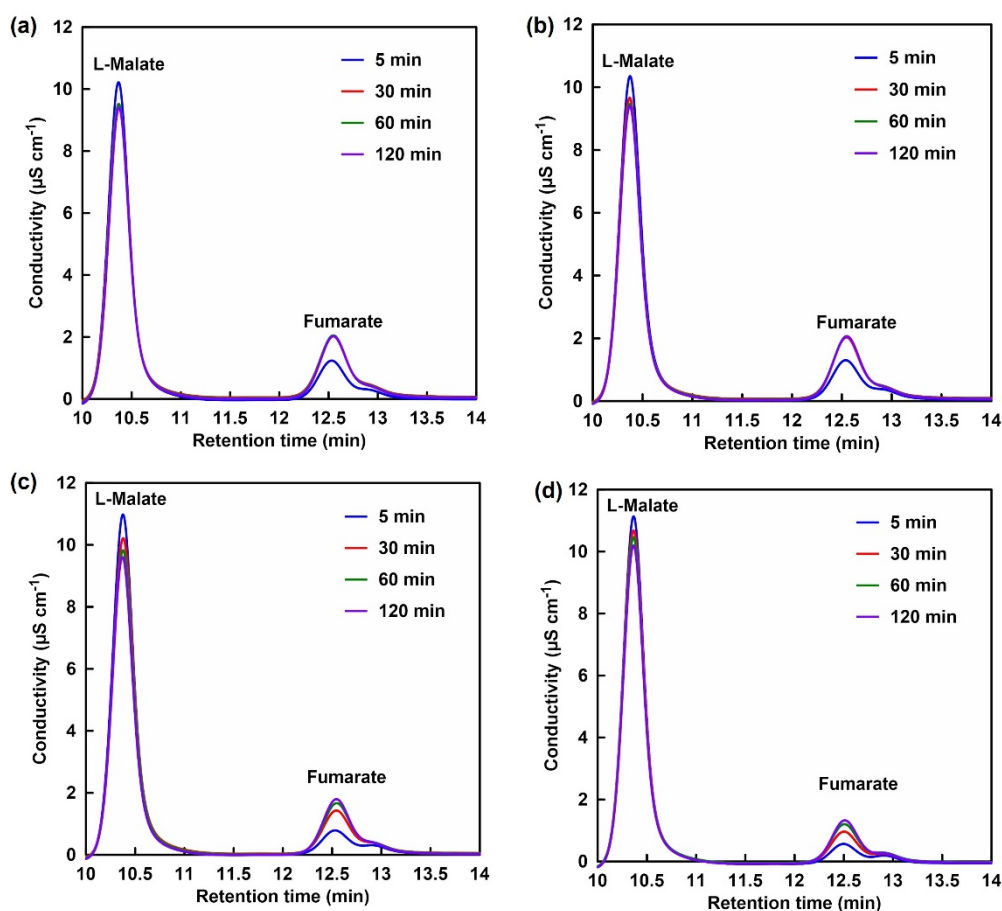 (a)
12
10
8
6
4
2
0
Conductivity (µS cm⁻¹)
L-Malate
Fumarate
5 min
30 min
60 min
120 min
10 10.5 11 11.5 12 12.5 13 13.5 14
Retention time (min)
(b)
12
10
8
6
4
2
0
Conductivity (µS cm⁻¹)
L-Malate
Fumarate
5 min
30 min
60 min
120 min
10 10.5 11 11.5 12 12.5 13 13.5 14
Retention time (min)
(c)
12
10
8
6
4
2
0
Conductivity (µS cm⁻¹)
L-Malate
Fumarate
5 min
30 min
60 min
120 min
10 10.5 11 11.5 12 12.5 13 13.5 14
Retention time (min)
(d)
12
10
8
6
4
2
0
Conductivity (µS cm⁻¹)
L-Malate
Fumarate
5 min
30 min
60 min
120 min
10 10.5 11 11.5 12 12.5 13 13.5 14
Retention time (min)